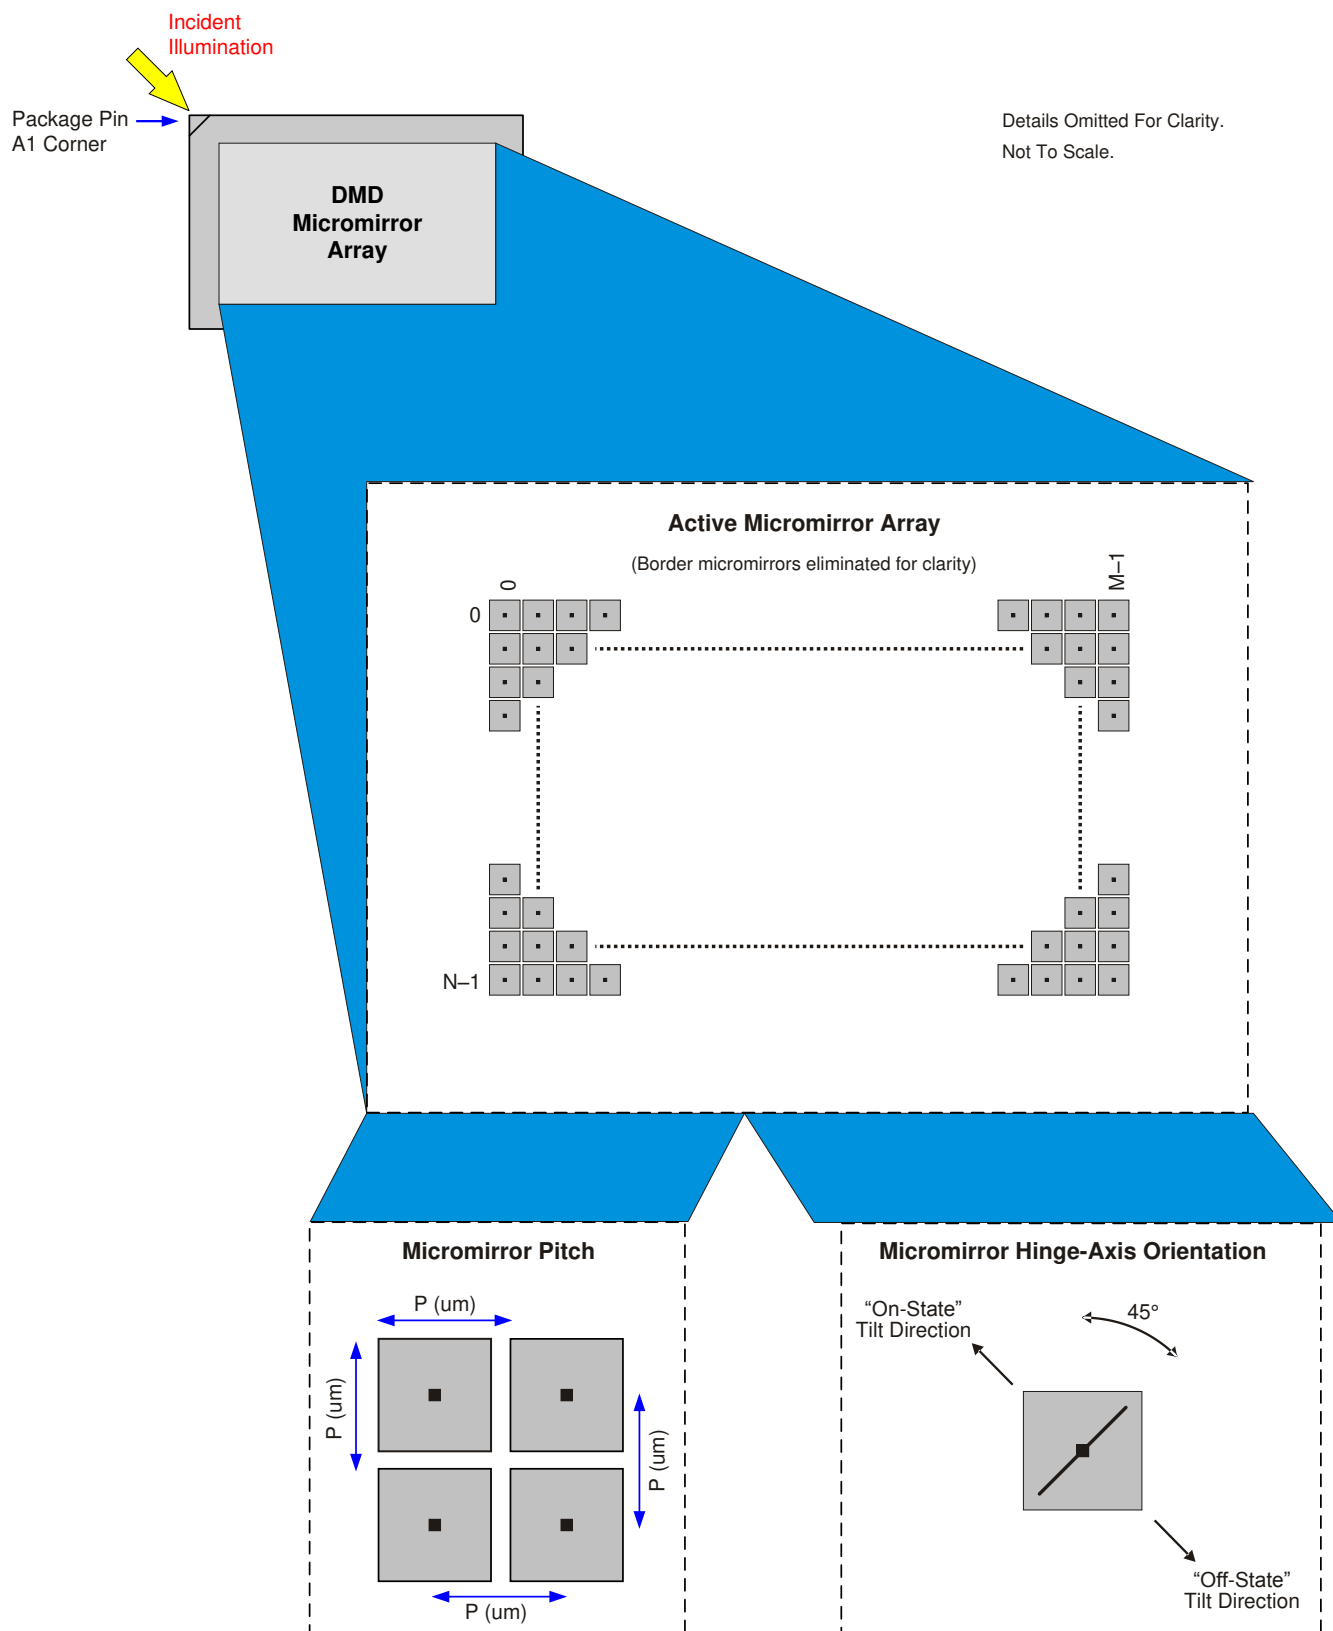 Incident
Illumination
Package Pin
A1 Corner
Details Omitted For Clarity.
Not To Scale.
DMD
Micromirror
Array
Active Micromirror Array
(Border micromirrors eliminated for clarity)
0
M–1
0
N–1
Micromirror Pitch
P (um)
P (um)
P (um)
P (um)
Micromirror Hinge-Axis Orientation
“On-State”
Tilt Direction
45°
“Off-State”
Tilt Direction